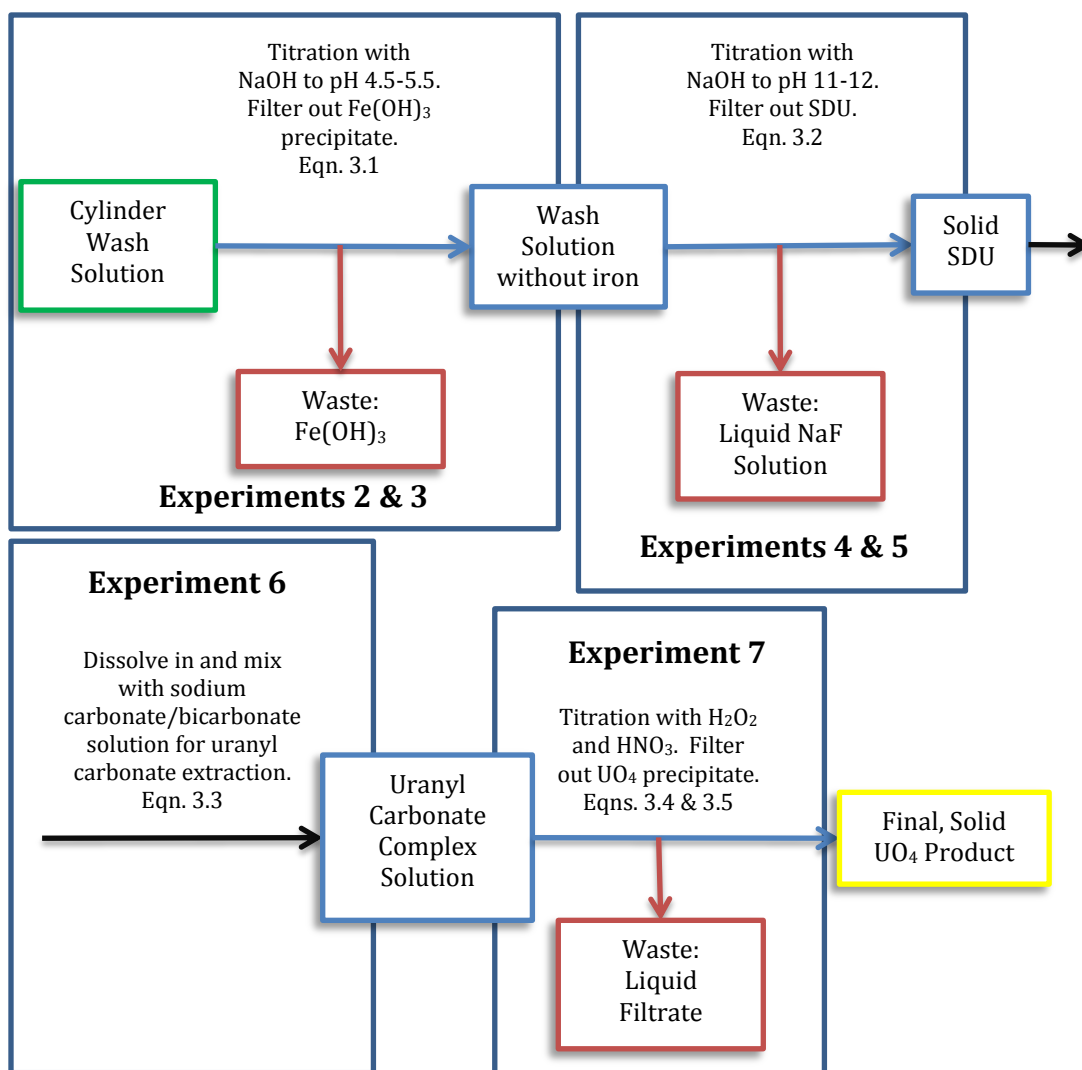 Titration with
NaOH to pH 4.5-5.5.
Filter out Fe(OH)₃
precipitate.
Eqn. 3.1
Titration with
NaOH to pH 11-12.
Filter out SDU.
Eqn. 3.2
Cylinder
Wash
Solution
Wash
Solution
without iron
Solid
SDU
Waste:
Fe(OH)₃
Waste:
Liquid NaF
Solution
Experiments 2 & 3
Experiments 4 & 5
Experiment 6
Dissolve in and mix
with sodium
carbonate/bicarbonate
solution for uranyl
carbonate extraction.
Eqn. 3.3
Uranyl
Carbonate
Complex
Solution
Experiment 7
Titration with H₂O₂
and HNO₃. Filter
out UO₄ precipitate.
Eqns. 3.4 & 3.5
Final, Solid
UO₄ Product
Waste:
Liquid
Filtrate